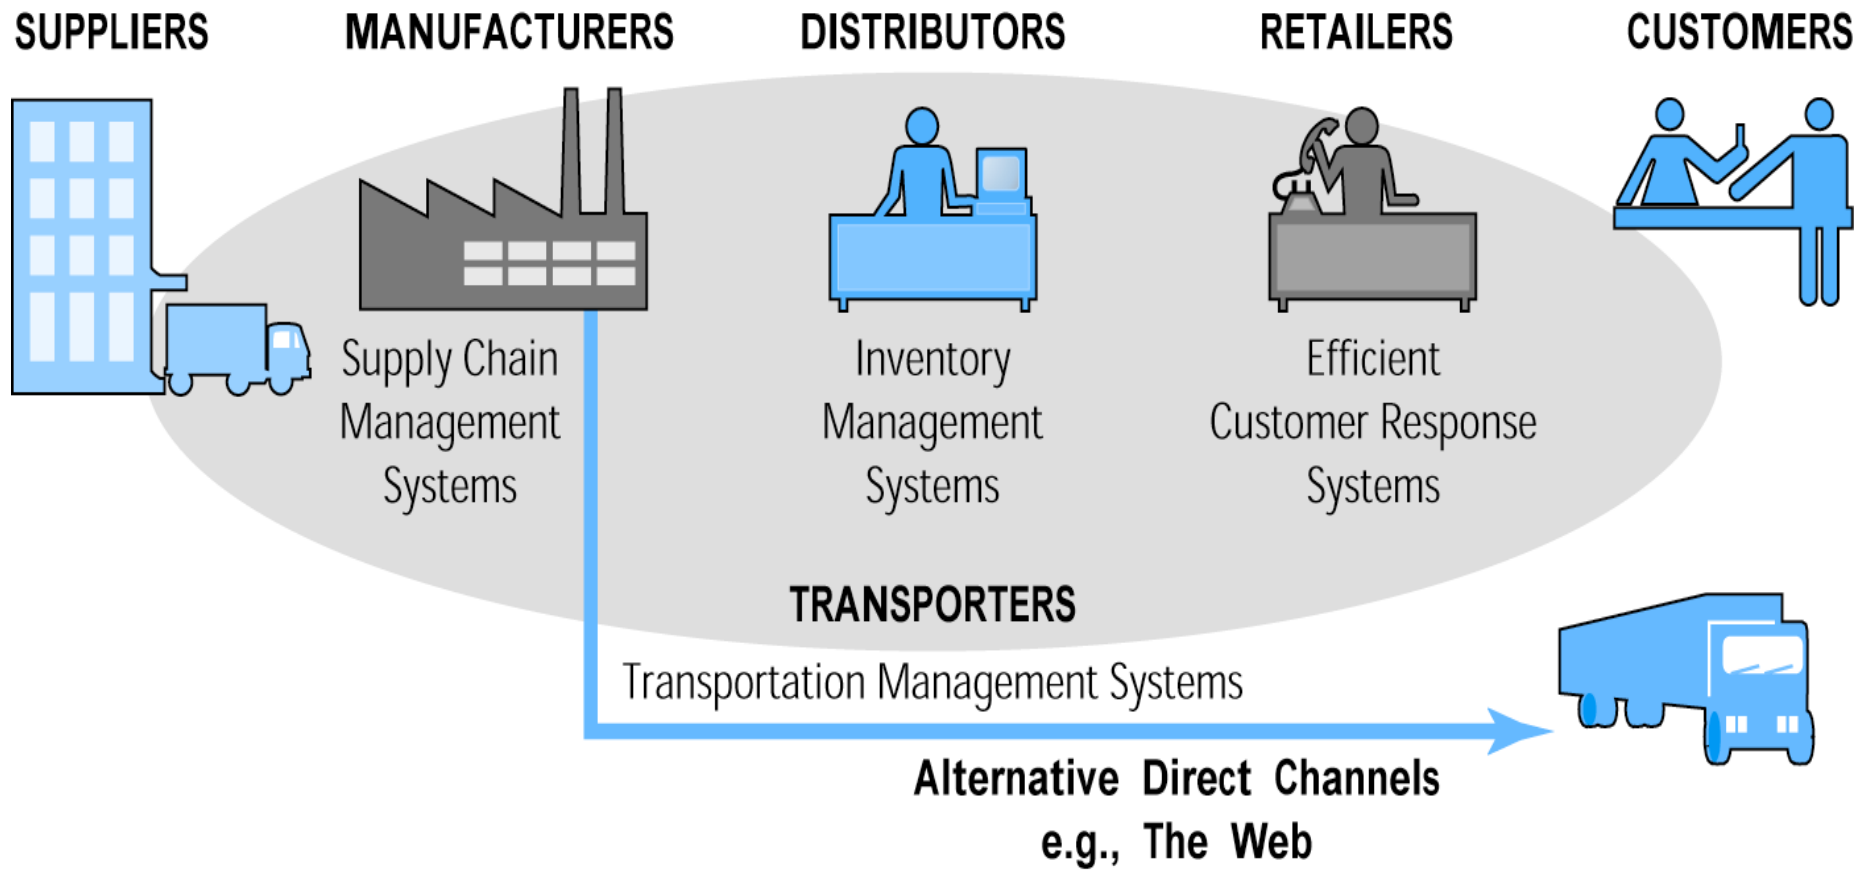 SUPPLIERS MANUFACTURERS DISTRIBUTORS RETAILERS CUSTOMERS
Supply Chain
Management
Systems
Inventory
Management
Systems
Efficient
Customer Response
Systems
TRANSPORTERS
Transportation Management Systems
Alternative Direct Channels
e.g., The Web